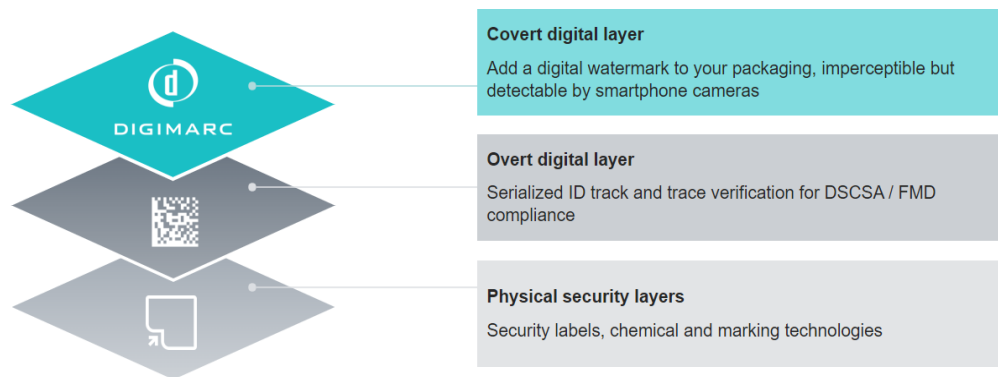 Covert digital layer
Add a digital watermark to your packaging, imperceptible but
detectable by smartphone cameras
d
DIGIMARC
Overt digital layer
Serialized ID track and trace verification for DSCSA / FMD
compliance
Physical security layers
Security labels, chemical and marking technologies